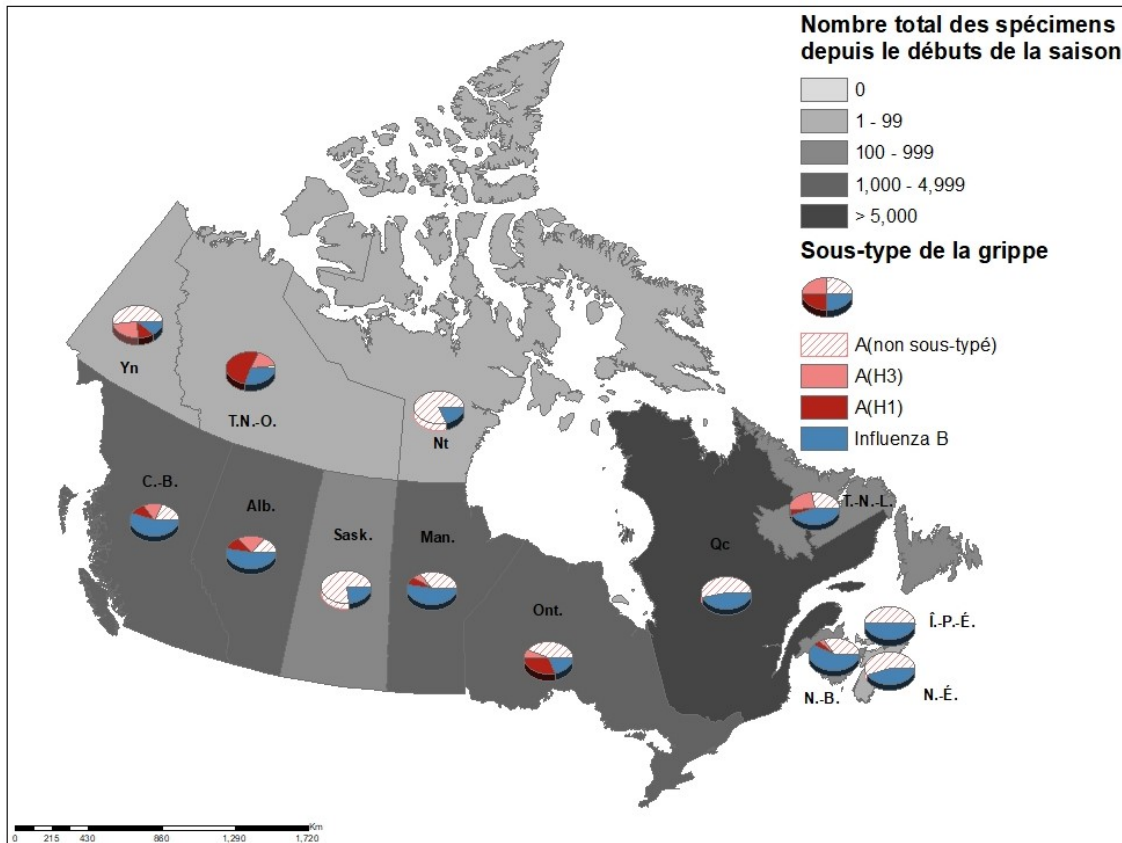 Nombre total des spécimens
depuis le débuts de la saison
0
1 - 99
100 - 999
1,000 - 4,999
> 5,000
Sous-type de la grippe
A(non sous-typé)
A(H3)
A(H1)
Influenza B
Yn
T.N.-O.
Nt
C.-B.
Alb.
Sask.
Man.
Ont.
Qc
T.-N.-L.
Î.-P.-É.
N.-B.
N.-É.
Km
0 215 430 860 1,290 1,720